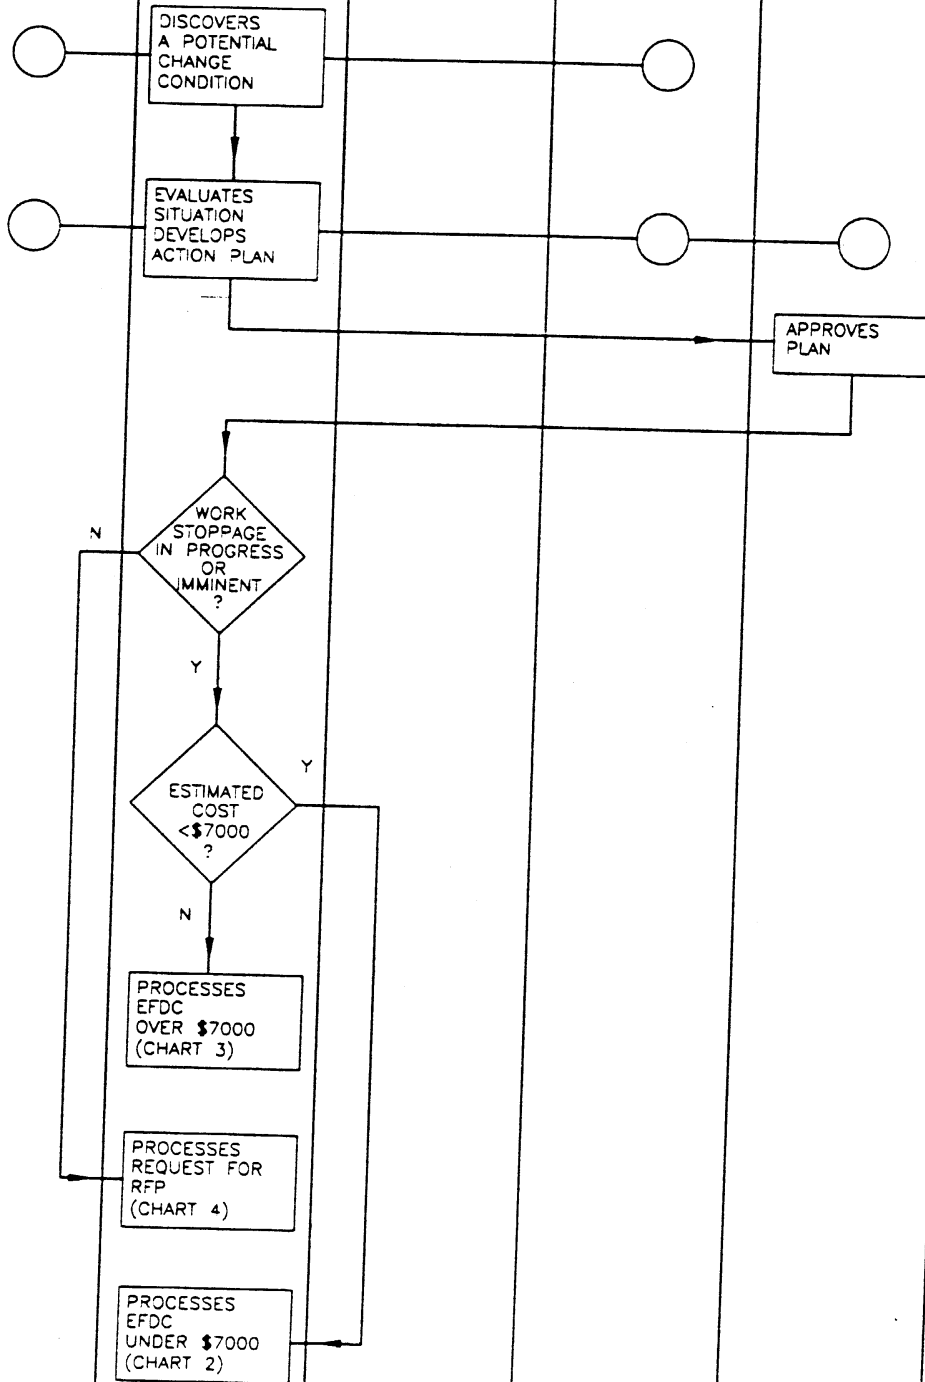 DISCOVERS
A POTENTIAL
CHANGE
CONDITION
EVALUATES
SITUATION
DEVELOPS
ACTION PLAN
APPROVES
PLAN
WORK
STOPPAGE
IN PROGRESS
OR
IMMINENT
?
N
Y
ESTIMATED
COST
<$7000
?
Y
N
PROCESSES
EFDC
OVER $7000
(CHART 3)
PROCESSES
REQUEST FOR
RFP
(CHART 4)
PROCESSES
EFDC
UNDER $7000
(CHART 2)